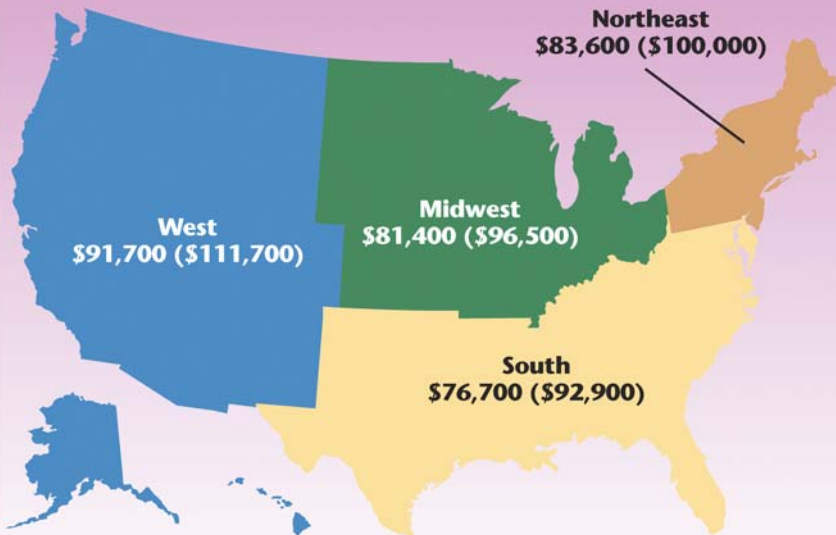 Northeast
$83,600 ($100,000)
West
$91,700 ($111,700)
Midwest
$81,400 ($96,500)
South
$76,700 ($92,900)